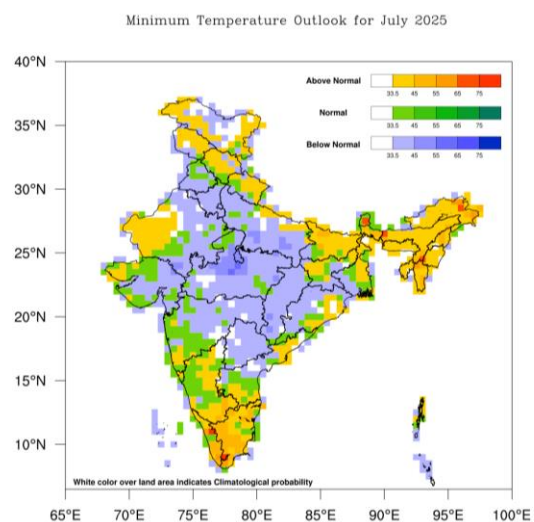 Minimum Temperature Outlook for July 2025
40°N
35°N
30°N
25°N
20°N
15°N
10°N
Above Normal
33.5 45 55 65 75
Normal
33.5 45 55 65 75
Below Normal
33.5 45 55 65 75
White color over land area indicates Climatological probability
65°E 70°E 75°E 80°E 85°E 90°E 95°E 100°E